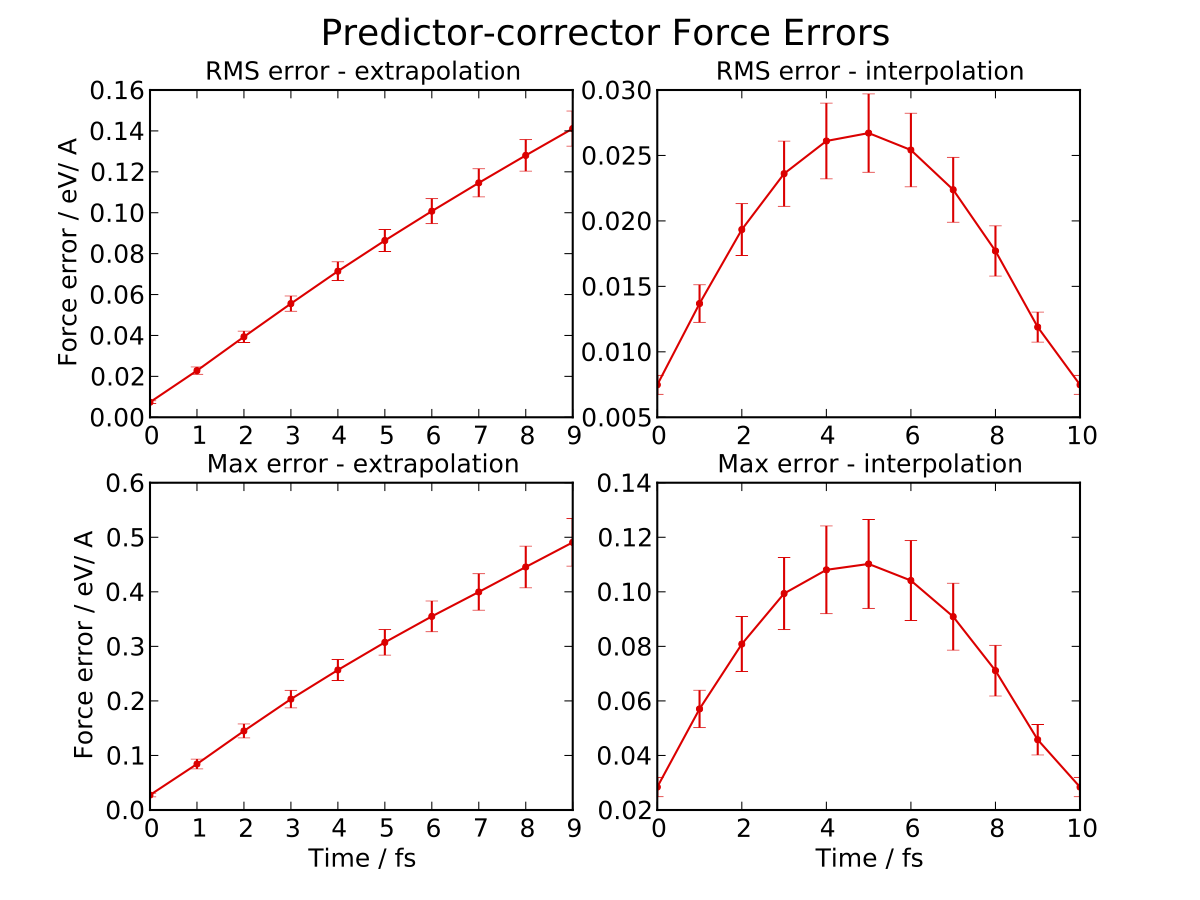 Predictor-corrector Force Errors
RMS error - extrapolation
0.16
0.14
0.12
0.10
0.08
0.06
0.04
0.02
0.00
Force error / eV/ A
0 1 2 3 4 5 6 7 8 9
RMS error - interpolation
0.030
0.025
0.020
0.015
0.010
0.005
0 2 4 6 8 10
Max error - extrapolation
0.6
0.5
0.4
0.3
0.2
0.1
0.0
Force error / eV/ A
0 1 2 3 4 5 6 7 8 9
Time / fs
Max error - interpolation
0.14
0.12
0.10
0.08
0.06
0.04
0.02
0 2 4 6 8 10
Time / fs